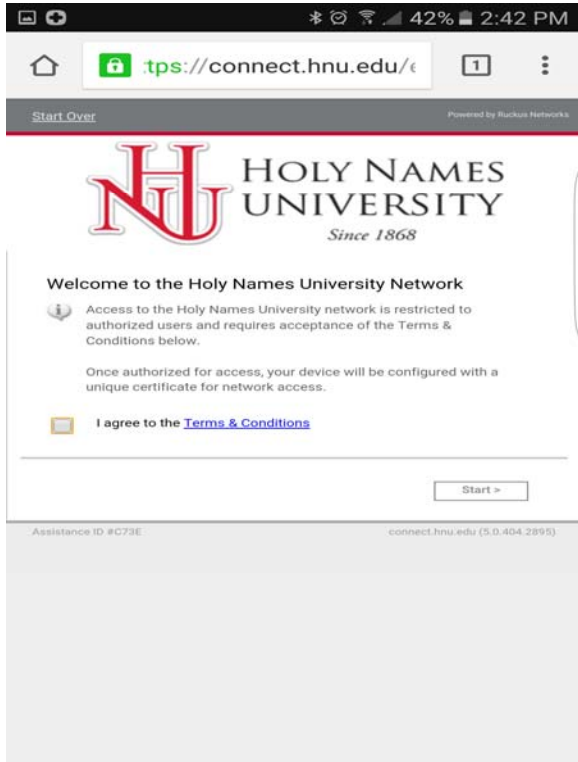 42% 2:42 PM
tps://connect.hnu.edu/e 1
Start Over Powered by Ruckus Networks
HNU HOLY NAMES
UNIVERSITY
Since 1868
Welcome to the Holy Names University Network
Access to the Holy Names University network is restricted to
authorized users and requires acceptance of the Terms &
Conditions below.
Once authorized for access, your device will be configured with a
unique certificate for network access.
I agree to the Terms & Conditions
Start >
Assistance ID #C73E connect.hnu.edu (5.0.404.2895)